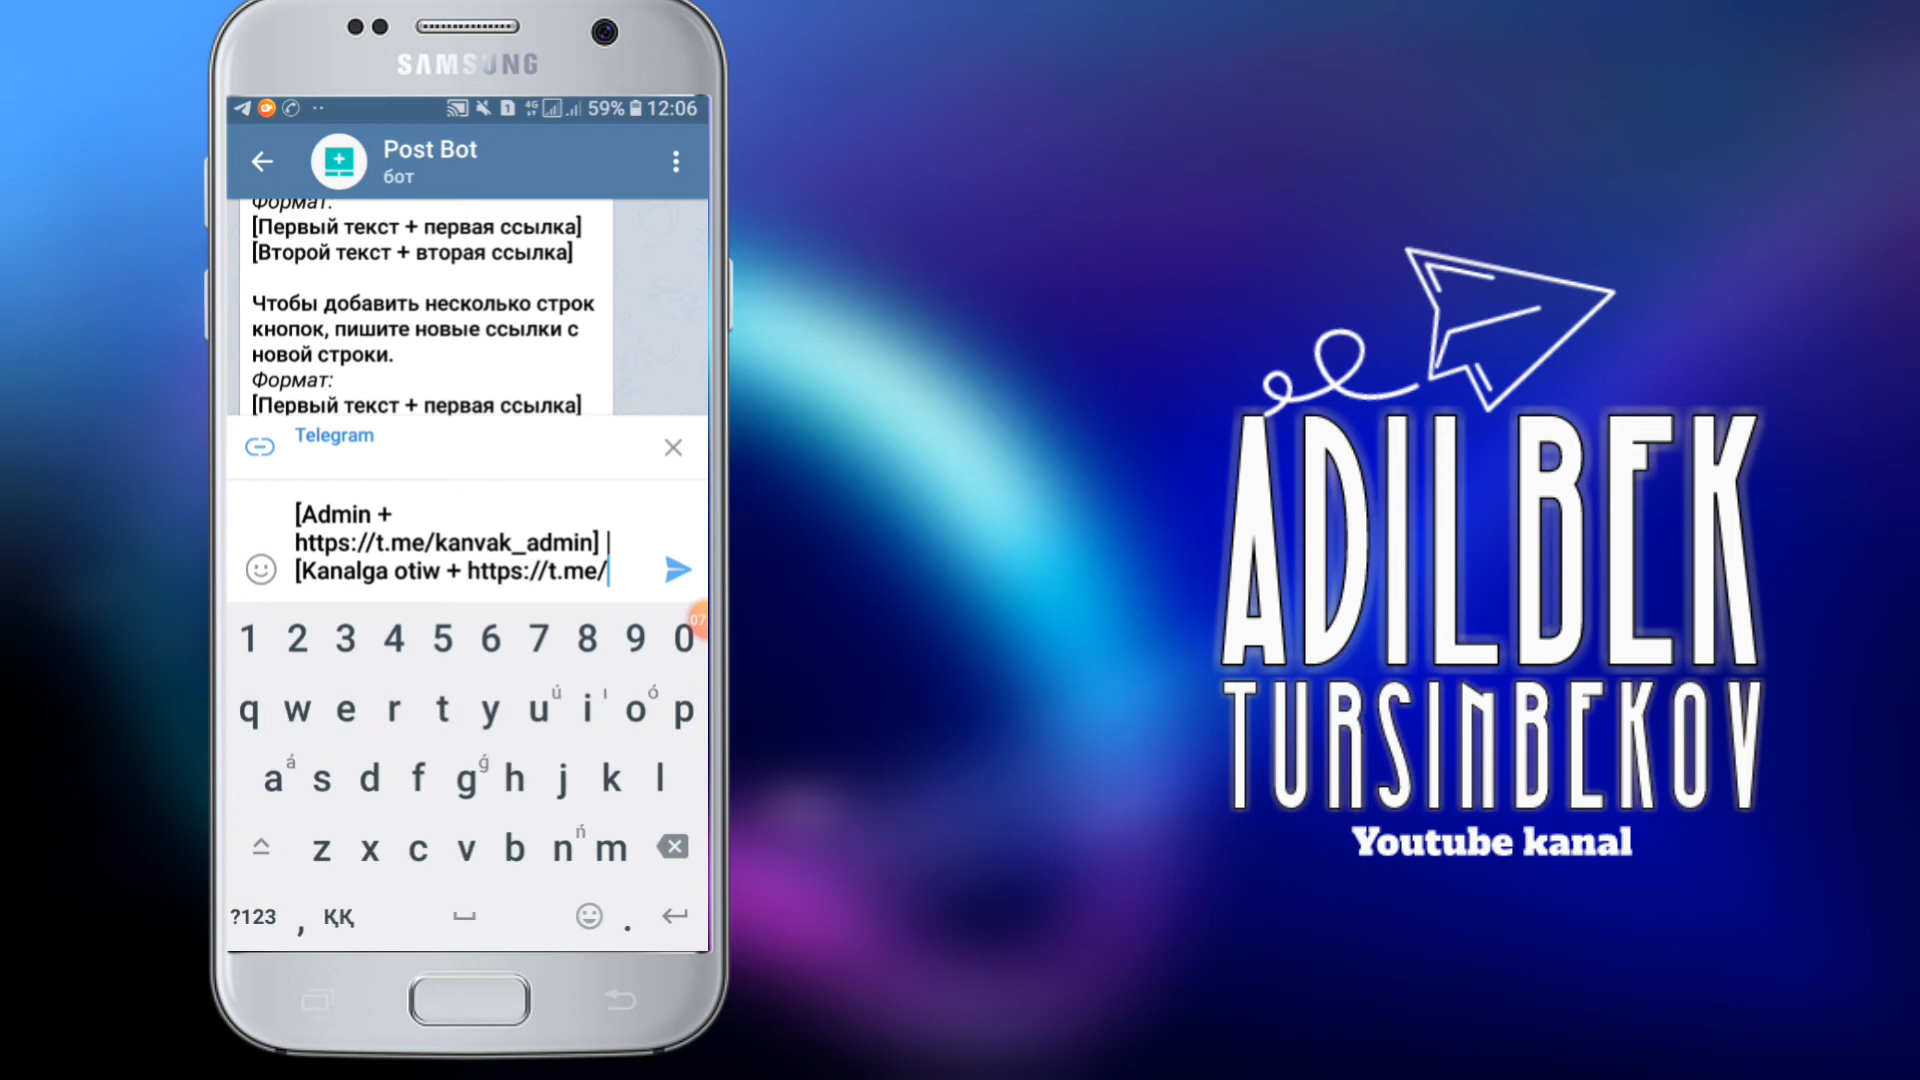 SAMSUNG
4G 59% 12:06
Post Bot
бот
Формат:
[Первый текст + первая ссылка]
[Второй текст + вторая ссылка]
Чтобы добавить несколько строк
кнопок, пишите новые ссылки с
новой строки.
Формат:
[Первый текст + первая ссылка]
Telegram
[Admin +
https://t.me/kanvak_admin] |
[Kanalga otiw + https://t.me/
07
1 2 3 4 5 6 7 8 9 0
q w e r t y u ú i ı o ó p
a á s d f g ǵ h j k l
z x c v b n ń m
?123 , ҚҚ .
ADILBEK
TURSINBEKOV
Youtube kanal